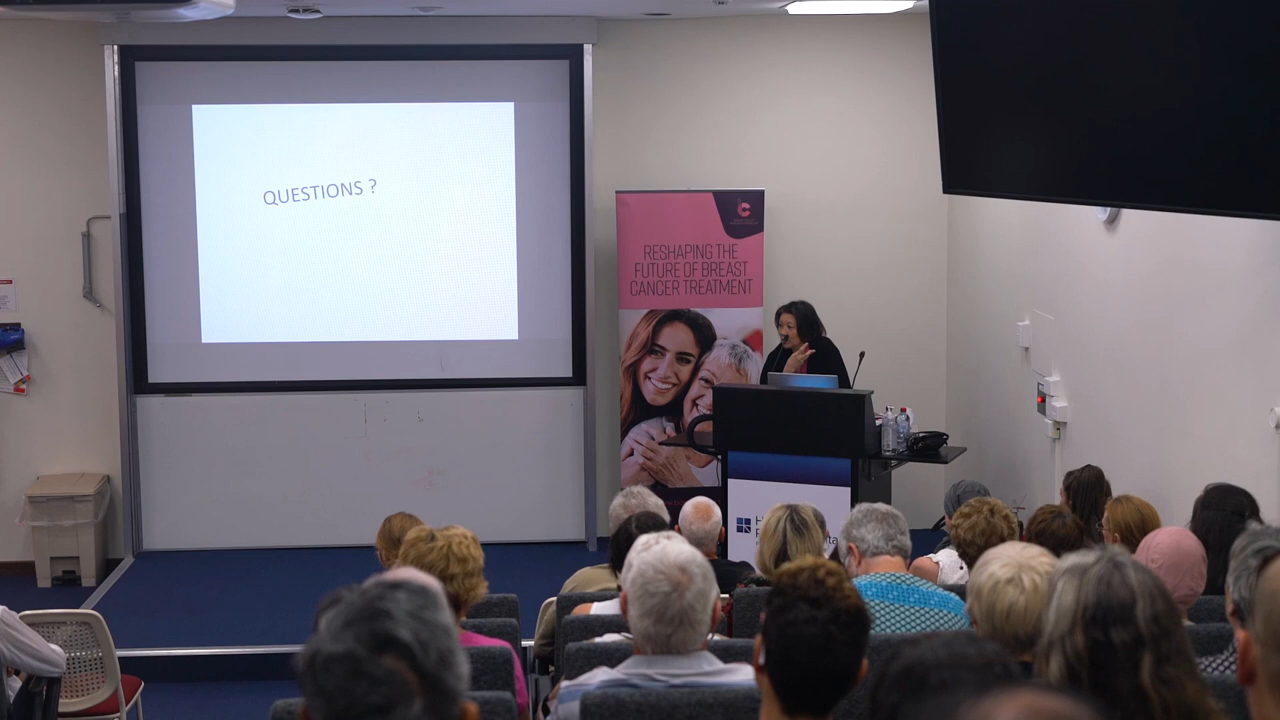 QUESTIONS ?
RESHAPING THE
FUTURE OF BREAST
CANCER TREATMENT